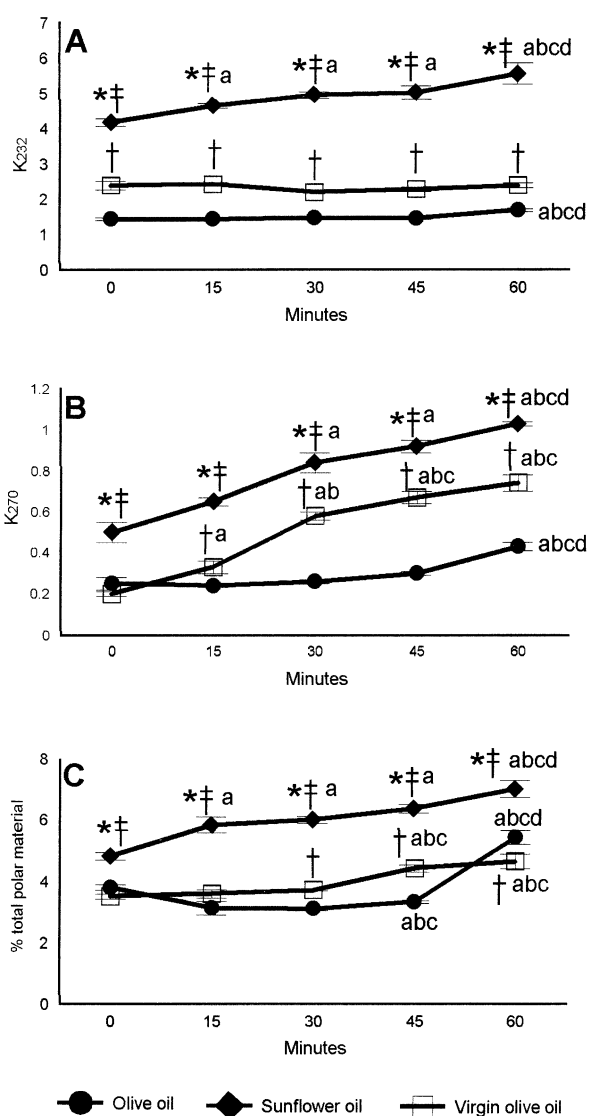 A
7
6
5
4
3
2
1
0
K232
*‡
*‡ a
*‡ a
*‡ a
*‡ abcd
†
†
†
†
†
abcd
0 15 30 45 60
Minutes
B
1.2
1
0.8
0.6
0.4
0.2
0
K270
*‡
*‡
*‡ a
*‡ a
*‡ abcd
†a
†ab
†abc
†abc
abcd
0 15 30 45 60
Minutes
C
8
6
4
2
0
% total polar material
*‡
*‡ a
*‡ a
*‡ a
*‡ abcd
abcd
†
†abc
†abc
abc
0 15 30 45 60
Minutes
Olive oil Sunflower oil Virgin olive oil